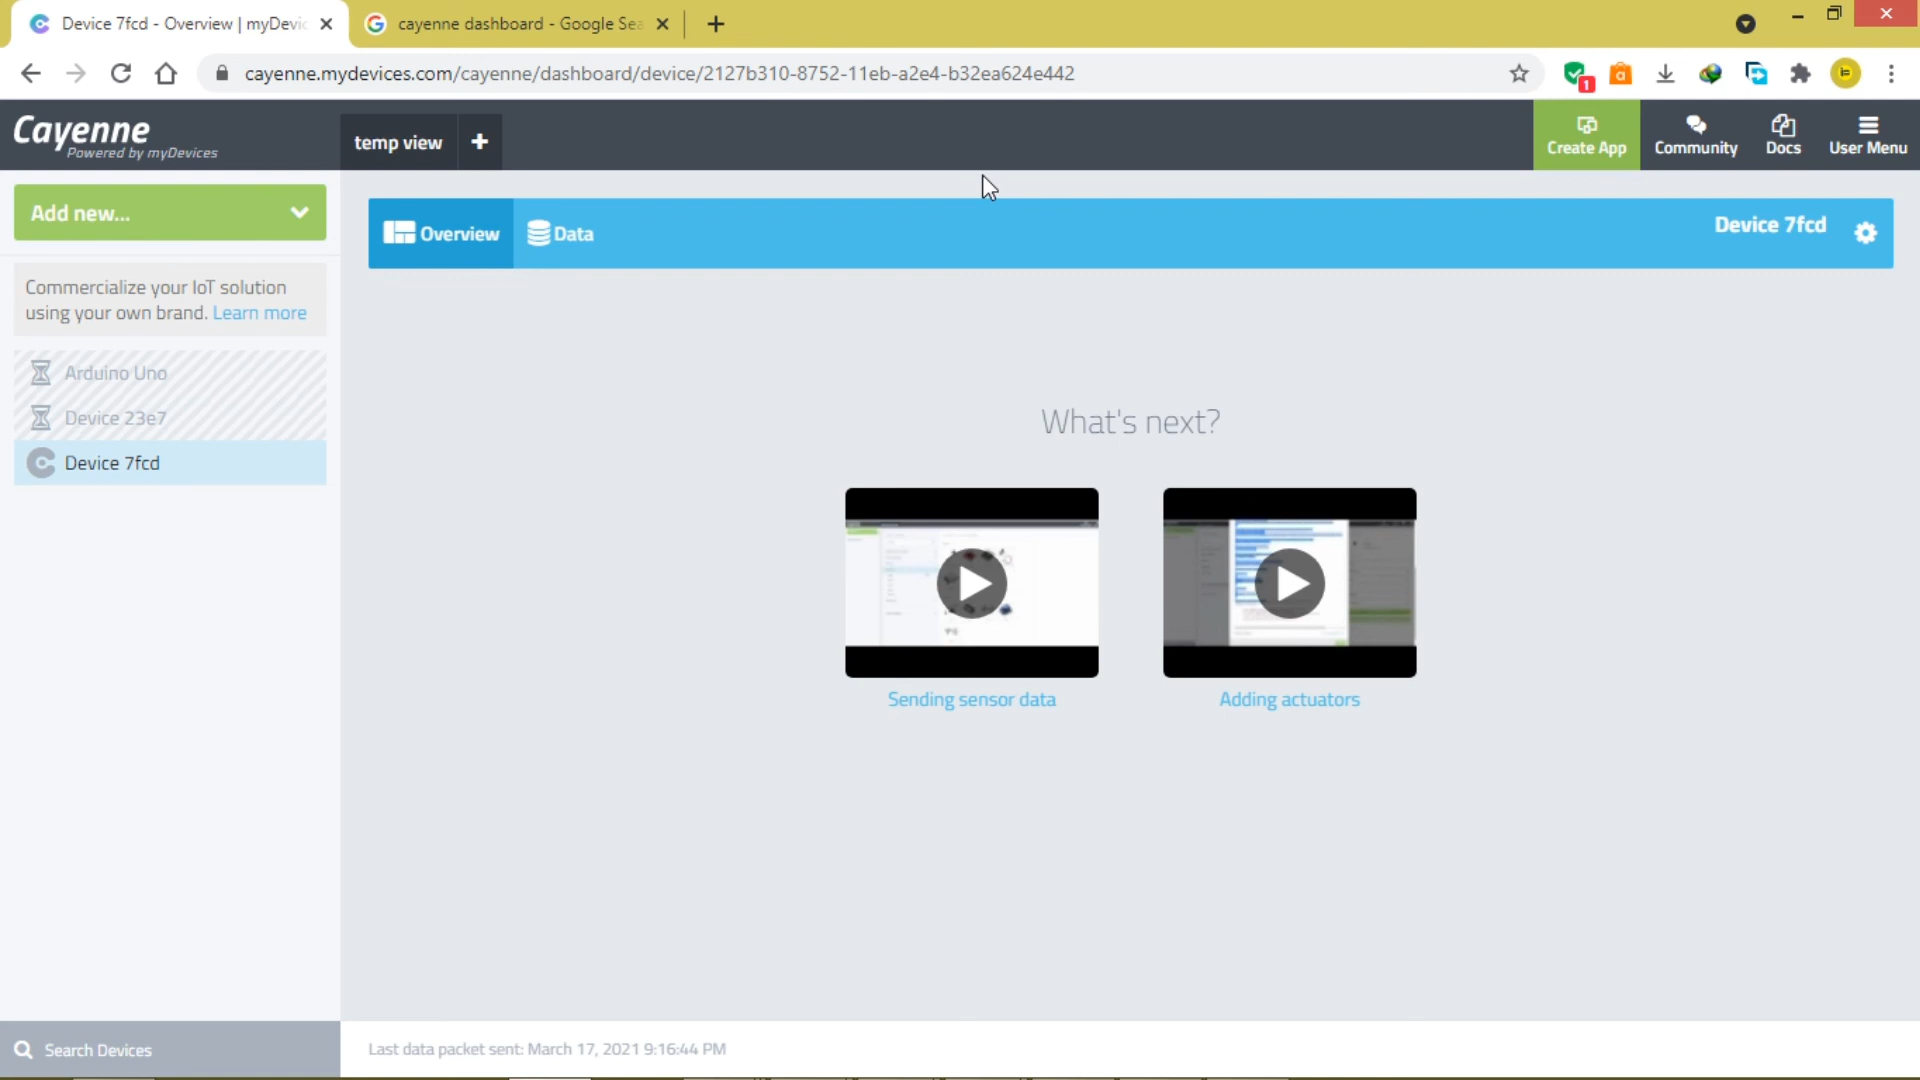 Device 7fcd - Overview | myDevic
cayenne dashboard - Google Sea
cayenne.mydevices.com/cayenne/dashboard/device/2127b310-8752-11eb-a2e4-b32ea624e442
1
Cayenne
Powered by myDevices
temp view
Create App
Community
Docs
User Menu
Add new...
Overview
Data
Device 7fcd
Commercialize your IoT solution
using your own brand. Learn more
Arduino Uno
Device 23e7
Device 7fcd
What's next?
Sending sensor data
Adding actuators
Search Devices
Last data packet sent: March 17, 2021 9:16:44 PM